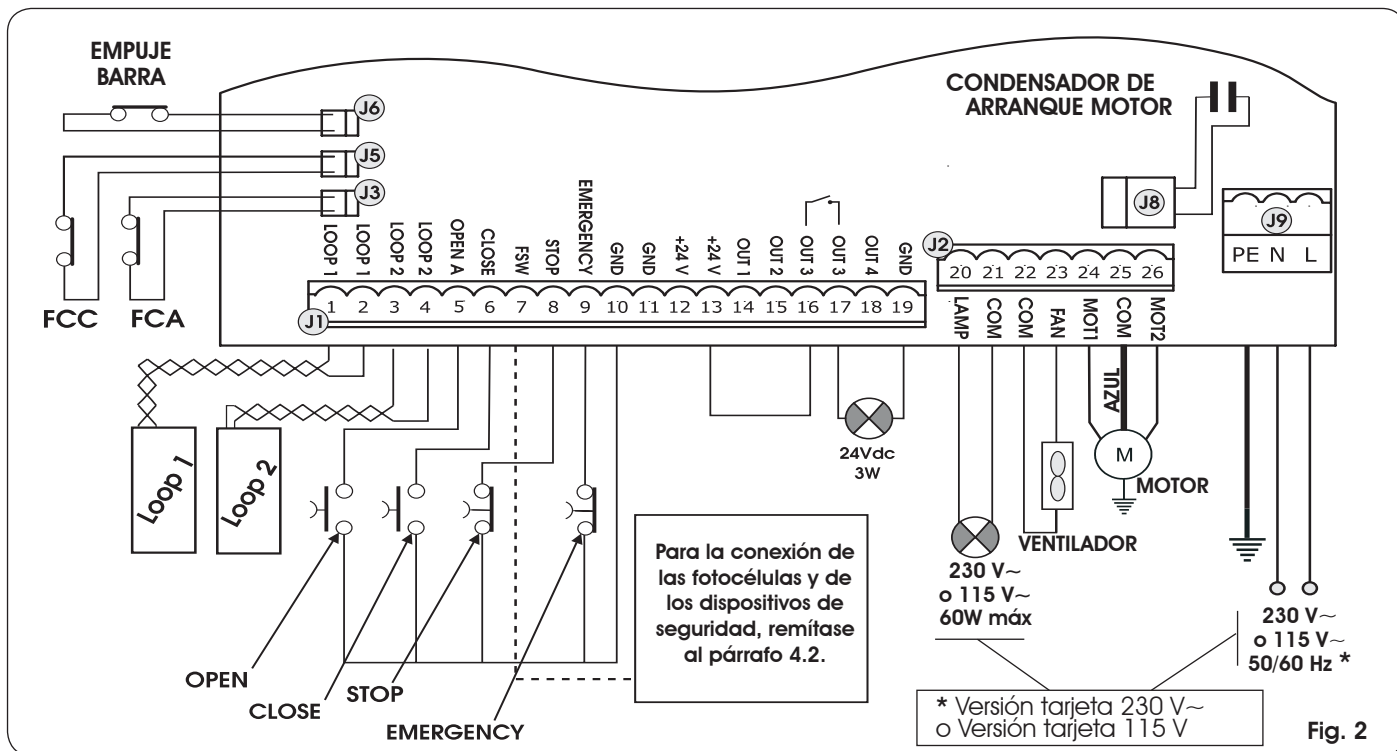 EMPUJE
BARRA
CONDENSADOR DE
ARRANQUE MOTOR
J6
J5
J3
J8
J9
PE N L
FCC
FCA
LOOP 1
LOOP 1
LOOP 2
LOOP 2
OPEN A
CLOSE
FSW
STOP
EMERGENCY
GND
GND
+24 V
+24 V
OUT 1
OUT 2
OUT 3
OUT 3
OUT 4
GND
J1
1 2 3 4 5 6 7 8 9 10 11 12 13 14 15 16 17 18 19
J2
20 21 22 23 24 25 26
LAMP
COM
COM
FAN
MOT1
COM
MOT2
AZUL
Loop 1
Loop 2
24Vdc
3W
M
MOTOR
VENTILADOR
230 V~
o 115 V~
60W máx
230 V~
o 115 V~
50/60 Hz *
Para la conexión de
las fotocélulas y de
los dispositivos de
seguridad, remítase
al párrafo 4.2.
OPEN
CLOSE
STOP
EMERGENCY
* Versión tarjeta 230 V~
o Versión tarjeta 115 V
Fig. 2